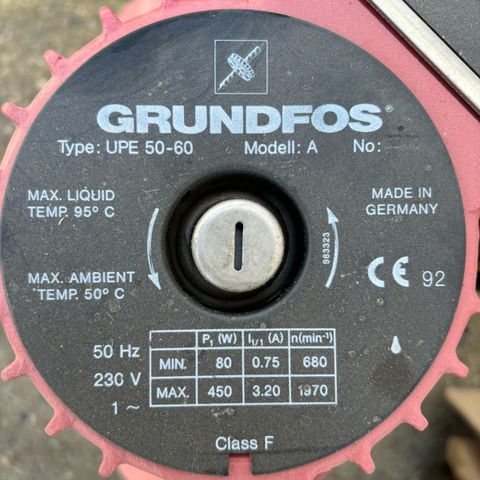 GRUNDFOS®
Type: UPE 50-60 Modell: A No:
MAX. LIQUID
TEMP. 95° C
MADE IN
GERMANY
983323
MAX. AMBIENT
TEMP. 50° C
CE 92
50 Hz
230 V
1 ~
P₁ (W) I₁/₁ (A) n(min⁻¹)
MIN. 80 0.75 680
MAX. 450 3.20 1970
Class F